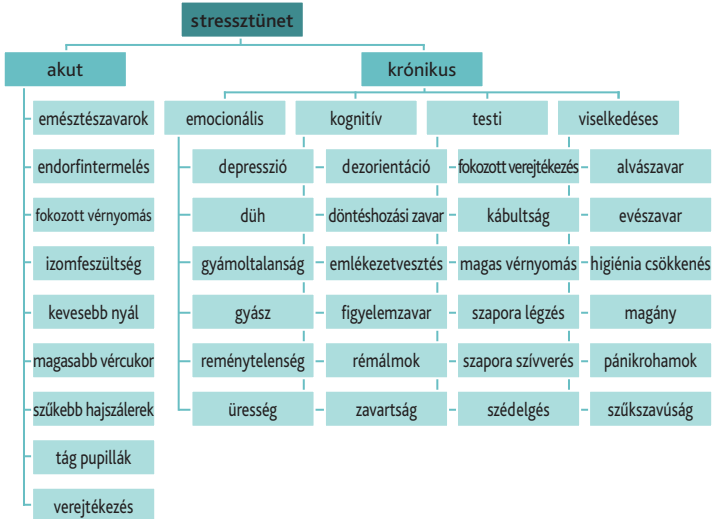 stressztünet
akut
krónikus
emésztészavarok
endorfintermelés
fokozott vérnyomás
izomfeszültség
kevesebb nyál
magasabb vércukor
szűkebb hajszálerek
tág pupillák
verejtékezés
emocionális
depresszió
düh
gyámoltalanság
gyász
reménytelenség
üresség
kognitív
dezorientáció
döntéshozási zavar
emlékezetvesztés
figyelemzavar
rémálmok
zavartság
testi
fokozott verejtékezés
kábultság
magas vérnyomás
szapora légzés
szapora szívverés
szédelgés
viselkedéses
alvászavar
evészavar
higiénia csökkenés
magány
pánikrohamok
szűkszavúság